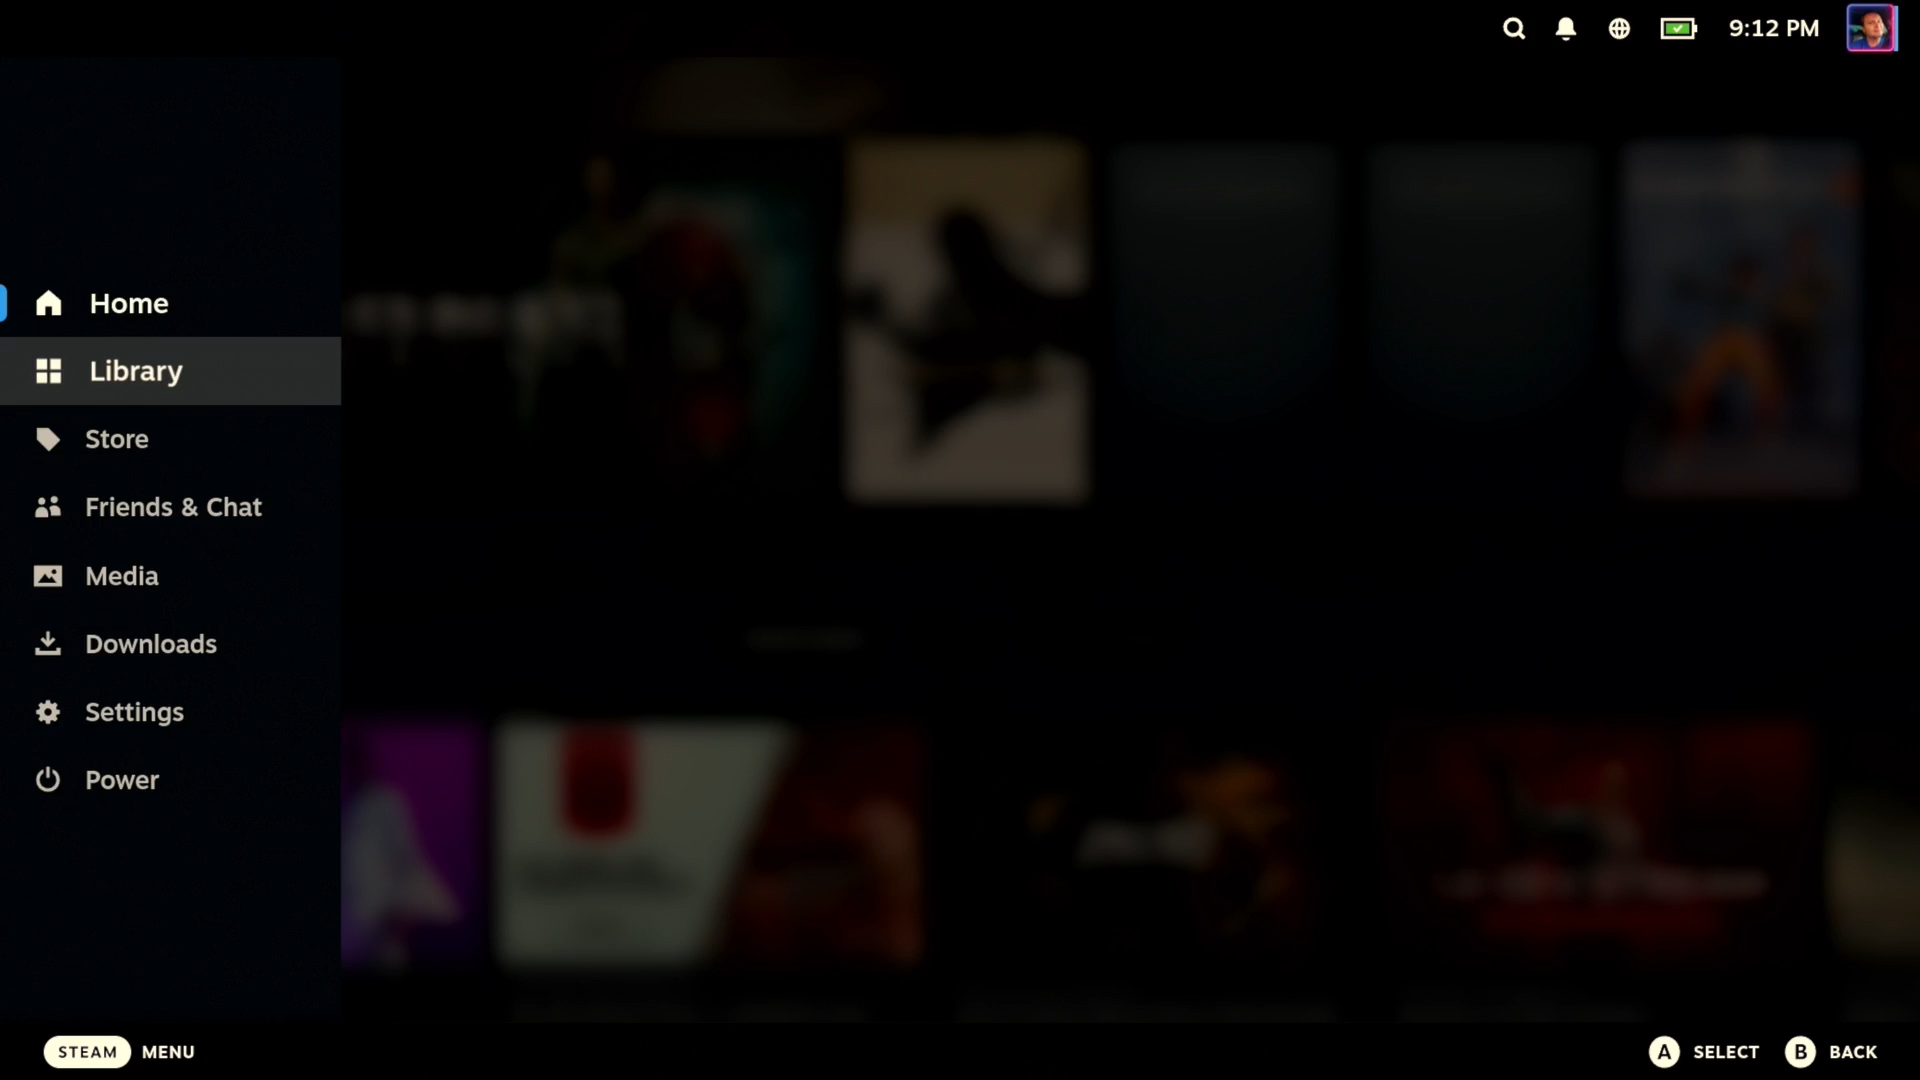 9:12 PM
Home
Library
Store
Friends & Chat
Media
Downloads
Settings
Power
STEAM MENU
A SELECT B BACK